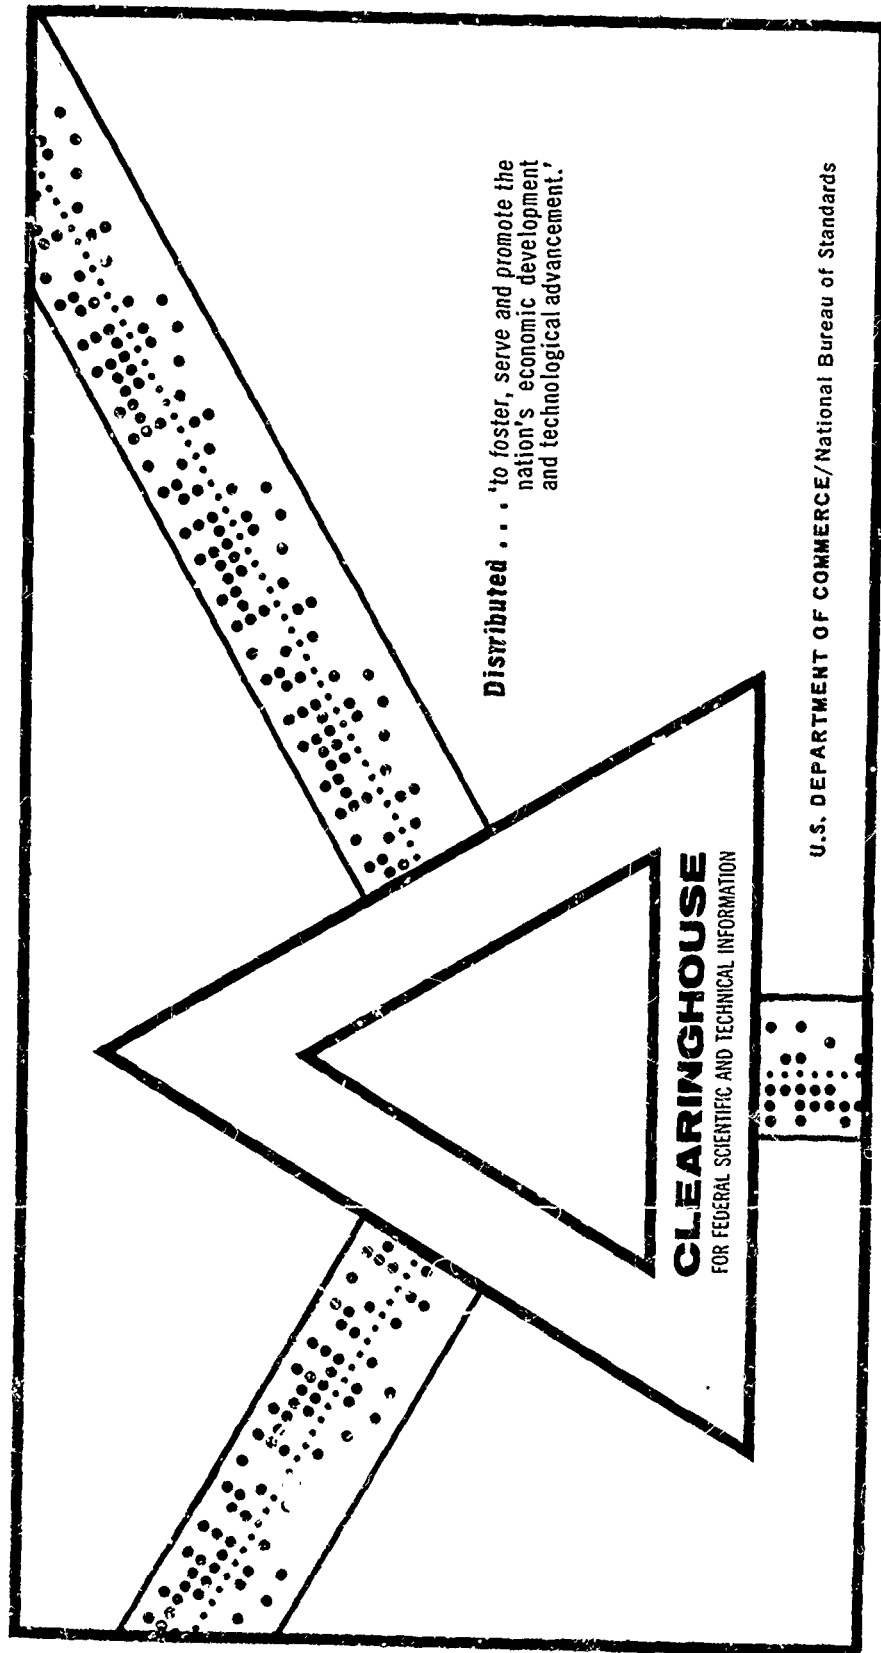 Distributed . . . 'to foster, serve and promote the
nation's economic development
and technological advancement.'
CLEARINGHOUSE
FOR FEDERAL SCIENTIFIC AND TECHNICAL INFORMATION
U.S. DEPARTMENT OF COMMERCE/National Bureau of Standards